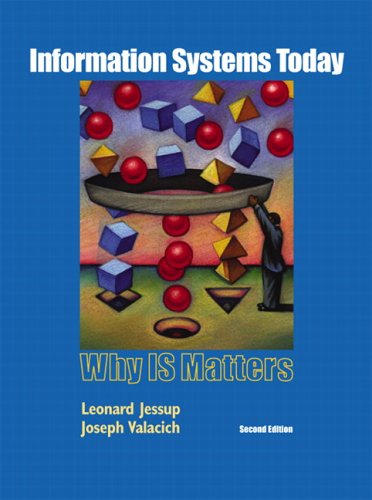 Information Systems Today
Why IS Matters
Leonard Jessup
Joseph Valacich
Second Edition